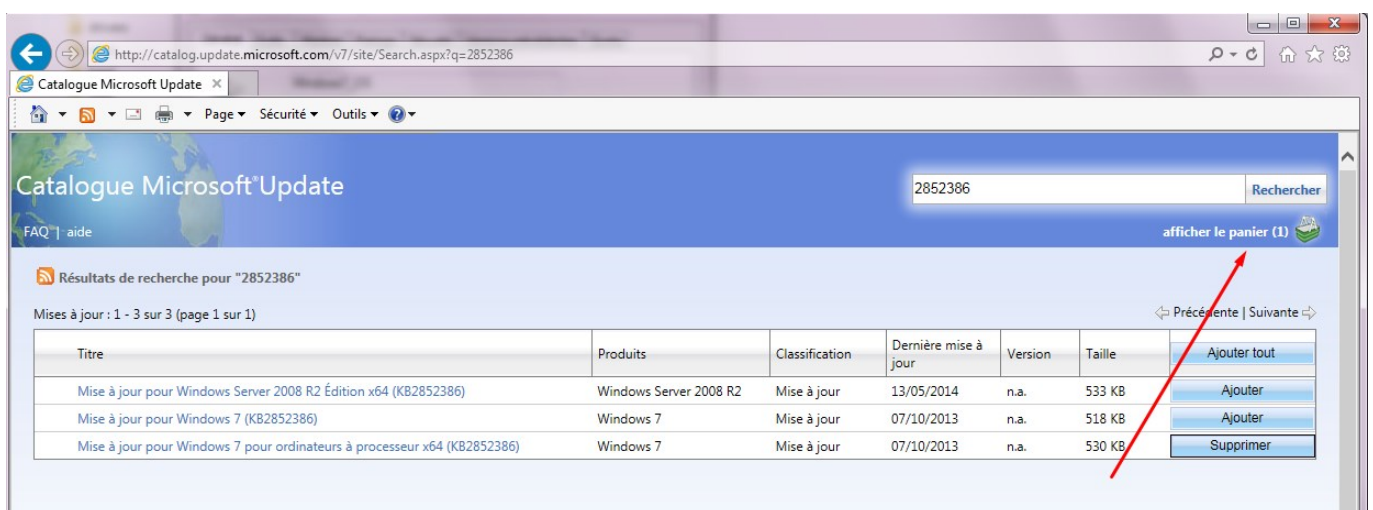 http://catalog.update.microsoft.com/v7/site/Search.aspx?q=2852386
Catalogue Microsoft Update
Page Sécurité Outils
Catalogue Microsoft®Update
2852386 Rechercher
FAQ | aide
afficher le panier (1)
Résultats de recherche pour "2852386"
Mises à jour : 1 - 3 sur 3 (page 1 sur 1)
Précédente | Suivante
Titre Produits Classification Dernière mise à jour Version Taille Ajouter tout
Mise à jour pour Windows Server 2008 R2 Édition x64 (KB2852386) Windows Server 2008 R2 Mise à jour 13/05/2014 n.a. 533 KB Ajouter
Mise à jour pour Windows 7 (KB2852386) Windows 7 Mise à jour 07/10/2013 n.a. 518 KB Ajouter
Mise à jour pour Windows 7 pour ordinateurs à processeur x64 (KB2852386) Windows 7 Mise à jour 07/10/2013 n.a. 530 KB Supprimer